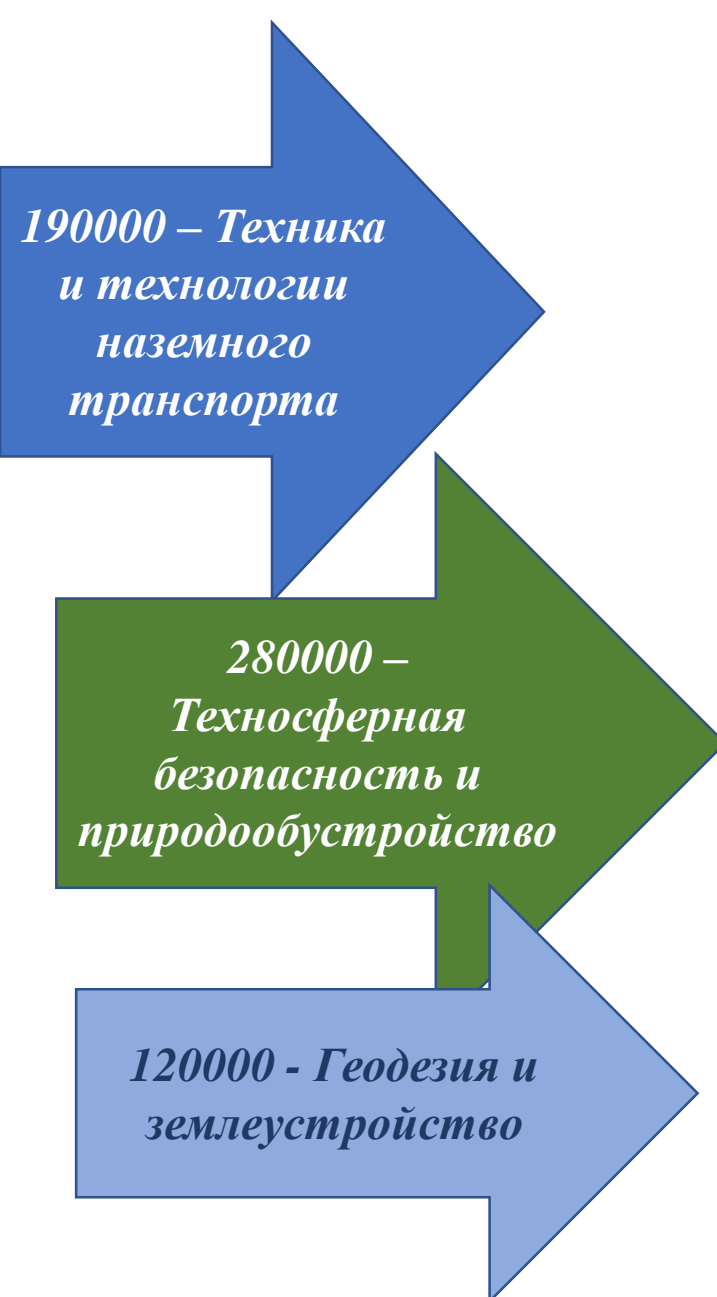 190000 – Техника
и технологии
наземного
транспорта
280000 –
Техносферная
безопасность и
природообустройство
120000 - Геодезия и
землеустройство